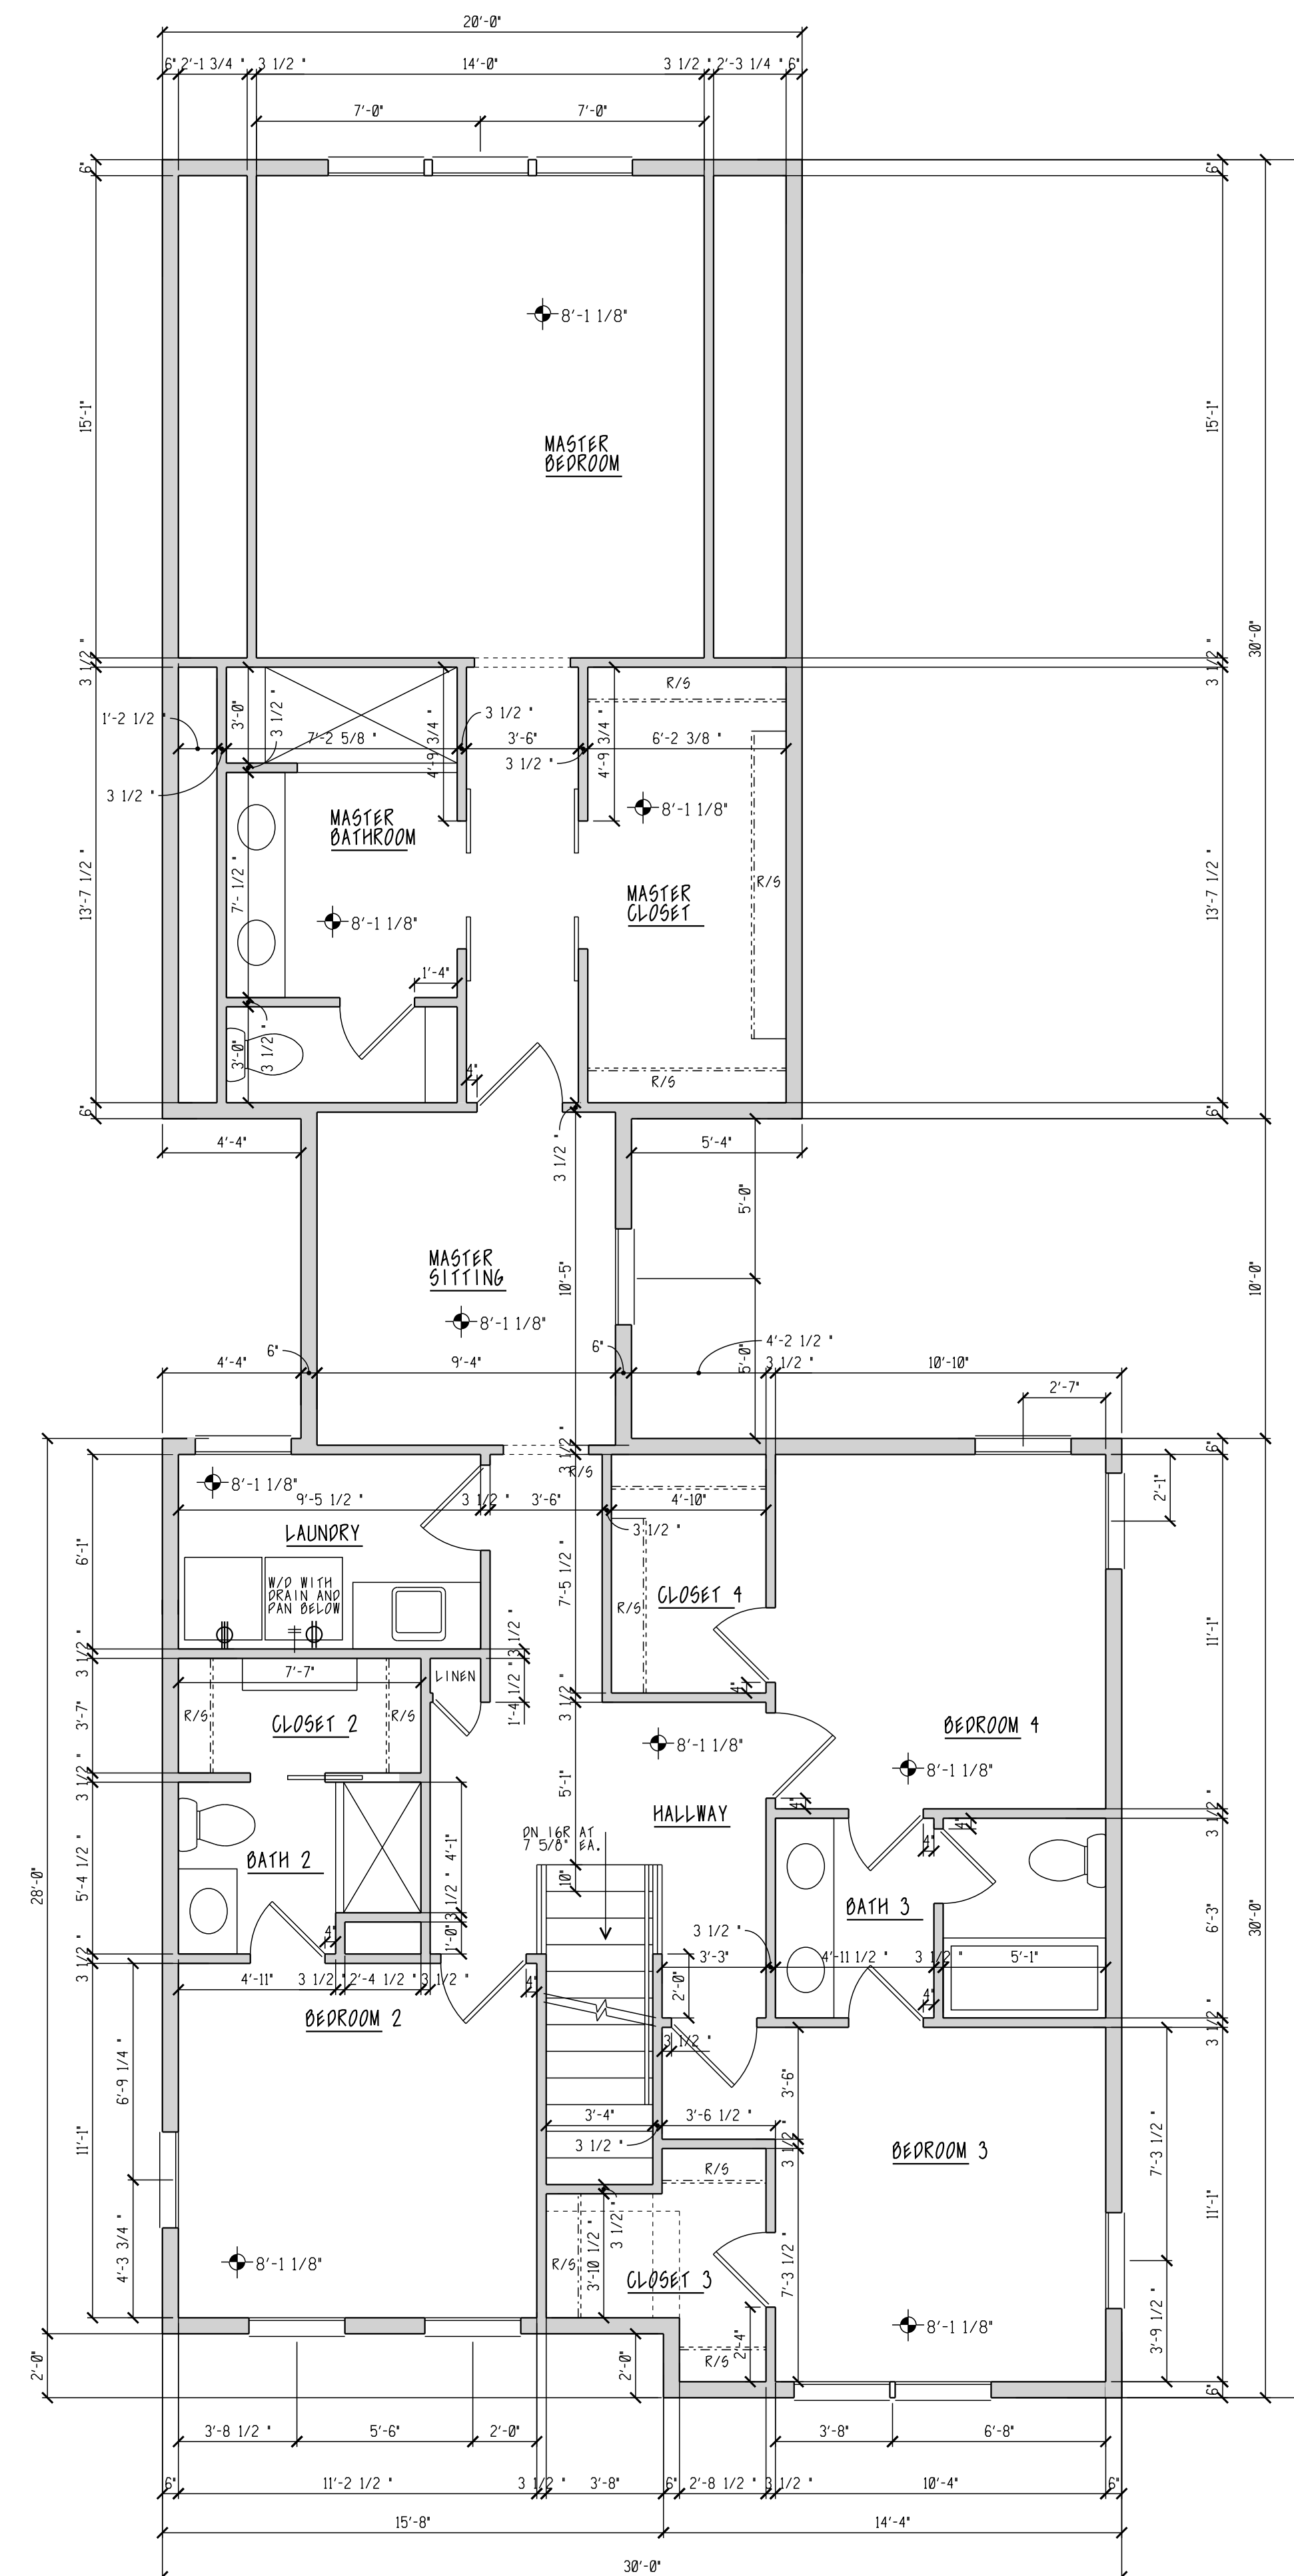 20'-0"
6" 2'-1 3/4 " 3 1/2 " 14'-0" 3 1/2 " 2'-3 1/4 " 6"
7'-0" 7'-0"
6" 6"
8'-1 1/8"
15'-1" 15'-1"
MASTER
BEDROOM
30'-0"
3 1/2 " 3 1/2 "
R/S
1'-2 1/2 " 3'-0" 3 1/2 " 7'-2 5/8 " 4'-9 3/4 " 3 1/2 " 3'-6" 4'-9 3/4 " 6'-2 3/8 "
3 1/2 "
3 1/2 "
8'-1 1/8"
MASTER
BATHROOM
R/S
MASTER
CLOSET
13'-7 1/2 " 7'- 1/2 " 13'-7 1/2 "
8'-1 1/8"
1'-4"
3'-0" 3 1/2 "
4" R/S
6" 6"
4'-4" 3 1/2 " 5'-4"
5'-0"
MASTER
SITTING
10'-5" 10'-0"
8'-1 1/8"
6" 6" 4'-2 1/2 "
4'-4" 9'-4" 5'-0" 3 1/2 " 10'-10"
2'-7"
3 1/2 " 6"
R/S
8'-1 1/8" 2'-1"
9'-5 1/2 " 3 1/2 " 3'-6" 4'-10"
3 1/2 "
LAUNDRY
6'-1" 7'-5 1/2 "
W/D WITH
DRAIN AND
PAN BELOW
CLOSET 4
R/S
11'-1"
3 1/2 " 3 1/2 "
7'-7" LINEN 1'-4 1/2 " 3 1/2 " 4"
3'-7" R/S R/S
CLOSET 2
BEDROOM 4
8'-1 1/8"
8'-1 1/8"
3 1/2 " 5'-1" 4"
HALLWAY
3 1/2 "
DN 16R AT
7 5/8" EA.
4" 4"
BATH 2
5'-4 1/2 " 4'-1" 10"
28'-0"
BATH 3
3 1/2 " 6'-3" 30'-0"
4" 1'-0" 3 1/2 "
3 1/2 " 3'-3" 4'-11 1/2 " 3 1/2 " 5'-1"
4'-11" 3 1/2 " 2'-4 1/2 " 3 1/2 " 4" 2'-0" 4"
BEDROOM 2
3 1/2 " 3 1/2 "
6'-9 1/4 " 3'-6"
3'-4" 3'-6 1/2 "
11'-1" 3 1/2 " 3 1/2 " 7'-3 1/2 "
BEDROOM 3
R/S
11'-1"
3 1/2 "
4'-3 3/4 " 8'-1 1/8" R/S 3'-10 1/2 " 7'-3 1/2 "
CLOSET 3
8'-1 1/8" 3'-9 1/2 "
2'-0" 2'-0" R/S 2'-4"
6"
3'-8 1/2 " 5'-6" 2'-0" 3'-8" 6'-8"
6" 11'-2 1/2 " 3 1/2 " 3'-8" 6" 2'-8 1/2 " 3 1/2 " 10'-4" 6"
15'-8" 14'-4"
30'-0"